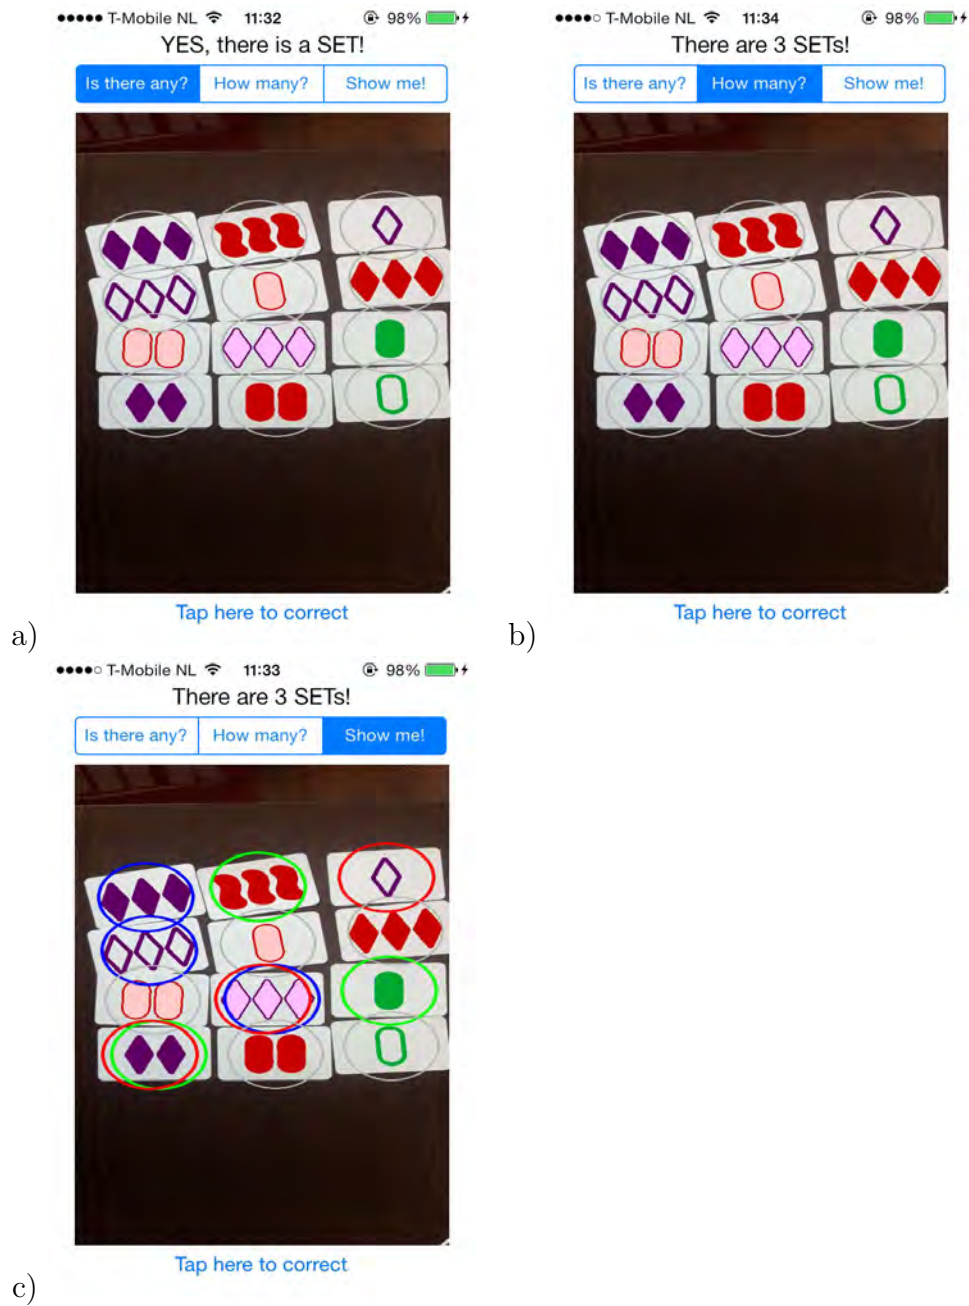 T-Mobile NL 11:32 98%
YES, there is a SET!
Is there any? How many? Show me!
Tap here to correct
a)
T-Mobile NL 11:34 98%
There are 3 SETs!
Is there any? How many? Show me!
Tap here to correct
b)
T-Mobile NL 11:33 98%
There are 3 SETs!
Is there any? How many? Show me!
Tap here to correct
c)